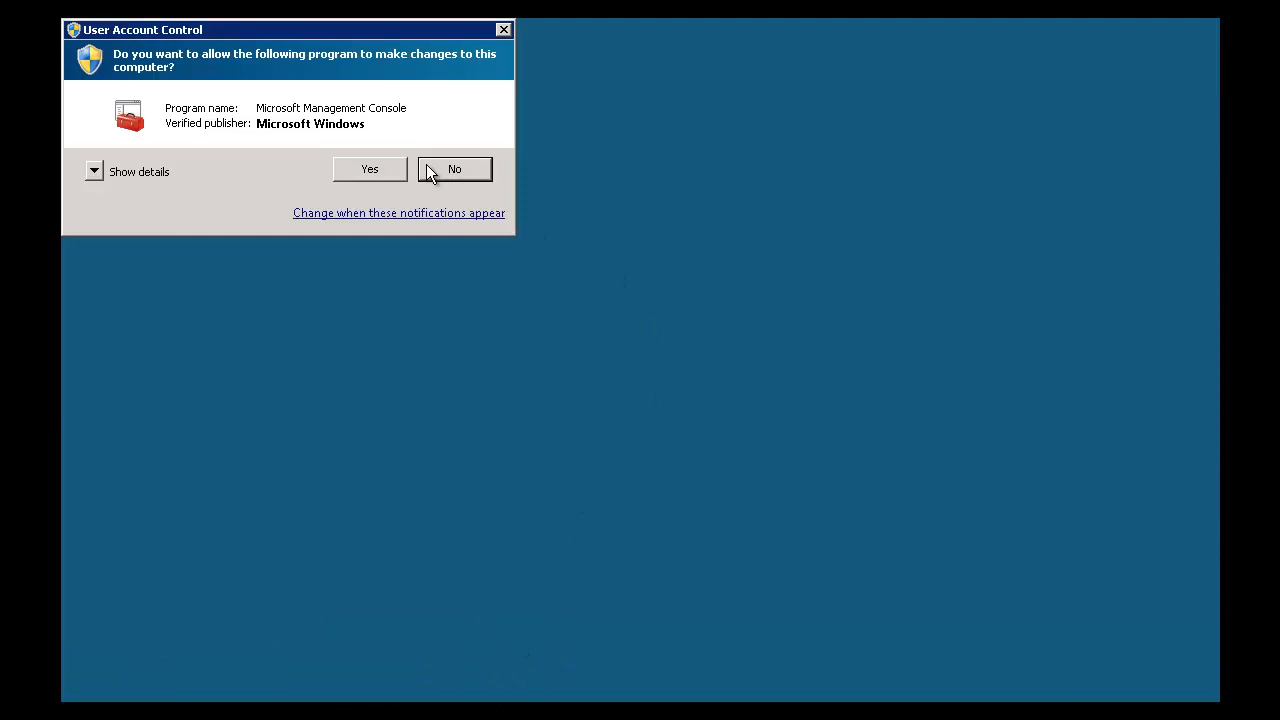 User Account Control
Do you want to allow the following program to make changes to this
computer?
Program name: Microsoft Management Console
Verified publisher: Microsoft Windows
Show details
Yes
No
Change when these notifications appear